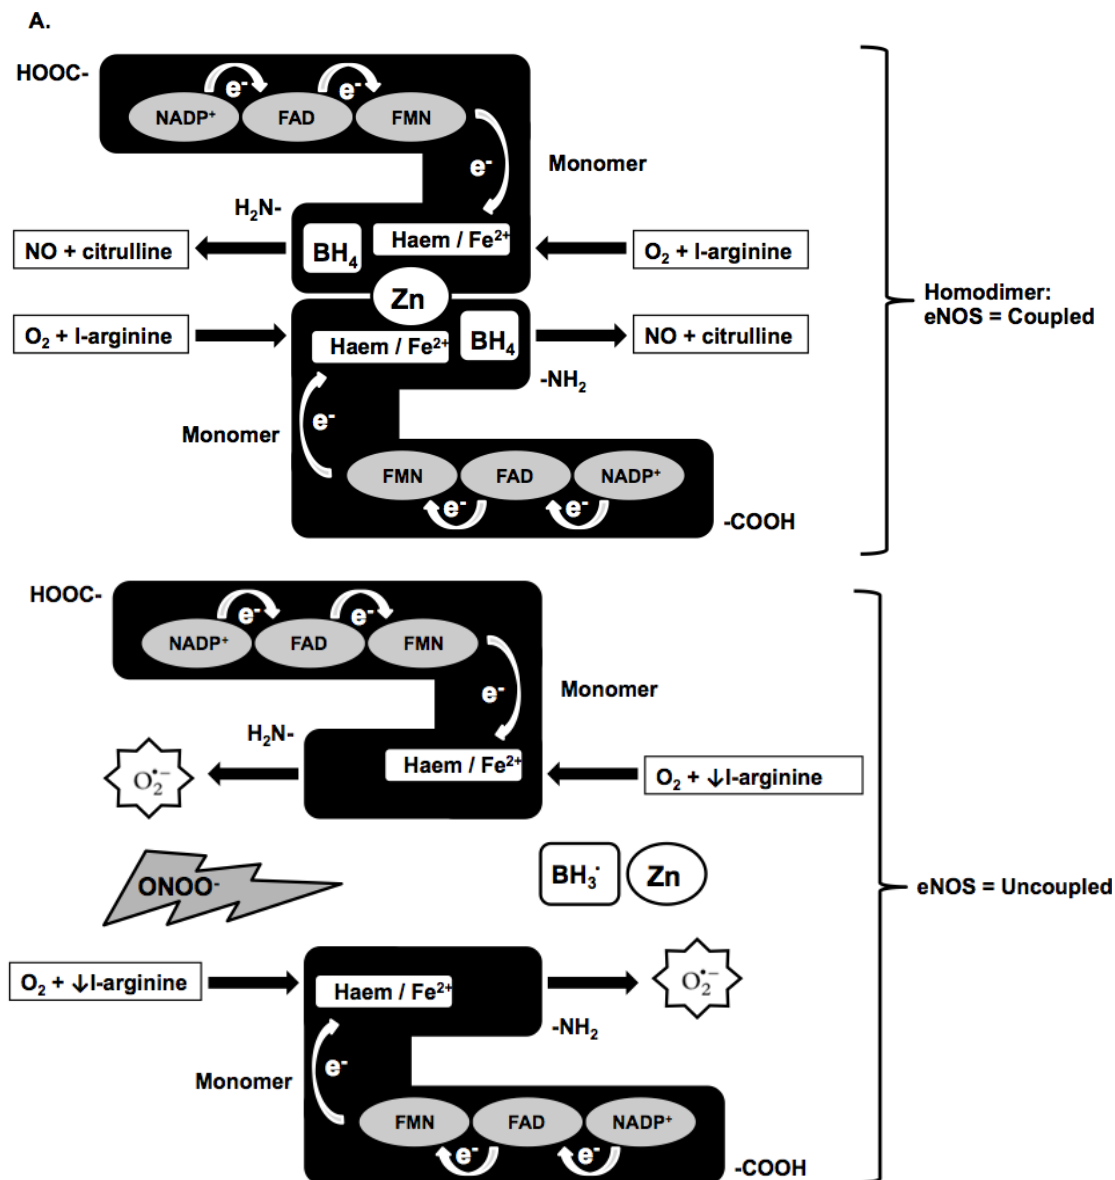 A.
HOOC-
e-
e-
NADP+
FAD
FMN
e-
Monomer
H2N-
NO + citrulline
BH4
Haem / Fe2+
O2 + l-arginine
Zn
Homodimer:
eNOS = Coupled
O2 + l-arginine
Haem / Fe2+
BH4
NO + citrulline
-NH2
e-
Monomer
FMN
FAD
NADP+
e-
e-
-COOH
HOOC-
e-
e-
NADP+
FAD
FMN
e-
Monomer
H2N-
O2•−
Haem / Fe2+
O2 + ↓l-arginine
ONOO-
BH3·
Zn
eNOS = Uncoupled
O2 + ↓l-arginine
Haem / Fe2+
O2•−
-NH2
e-
Monomer
FMN
FAD
NADP+
e-
e-
-COOH